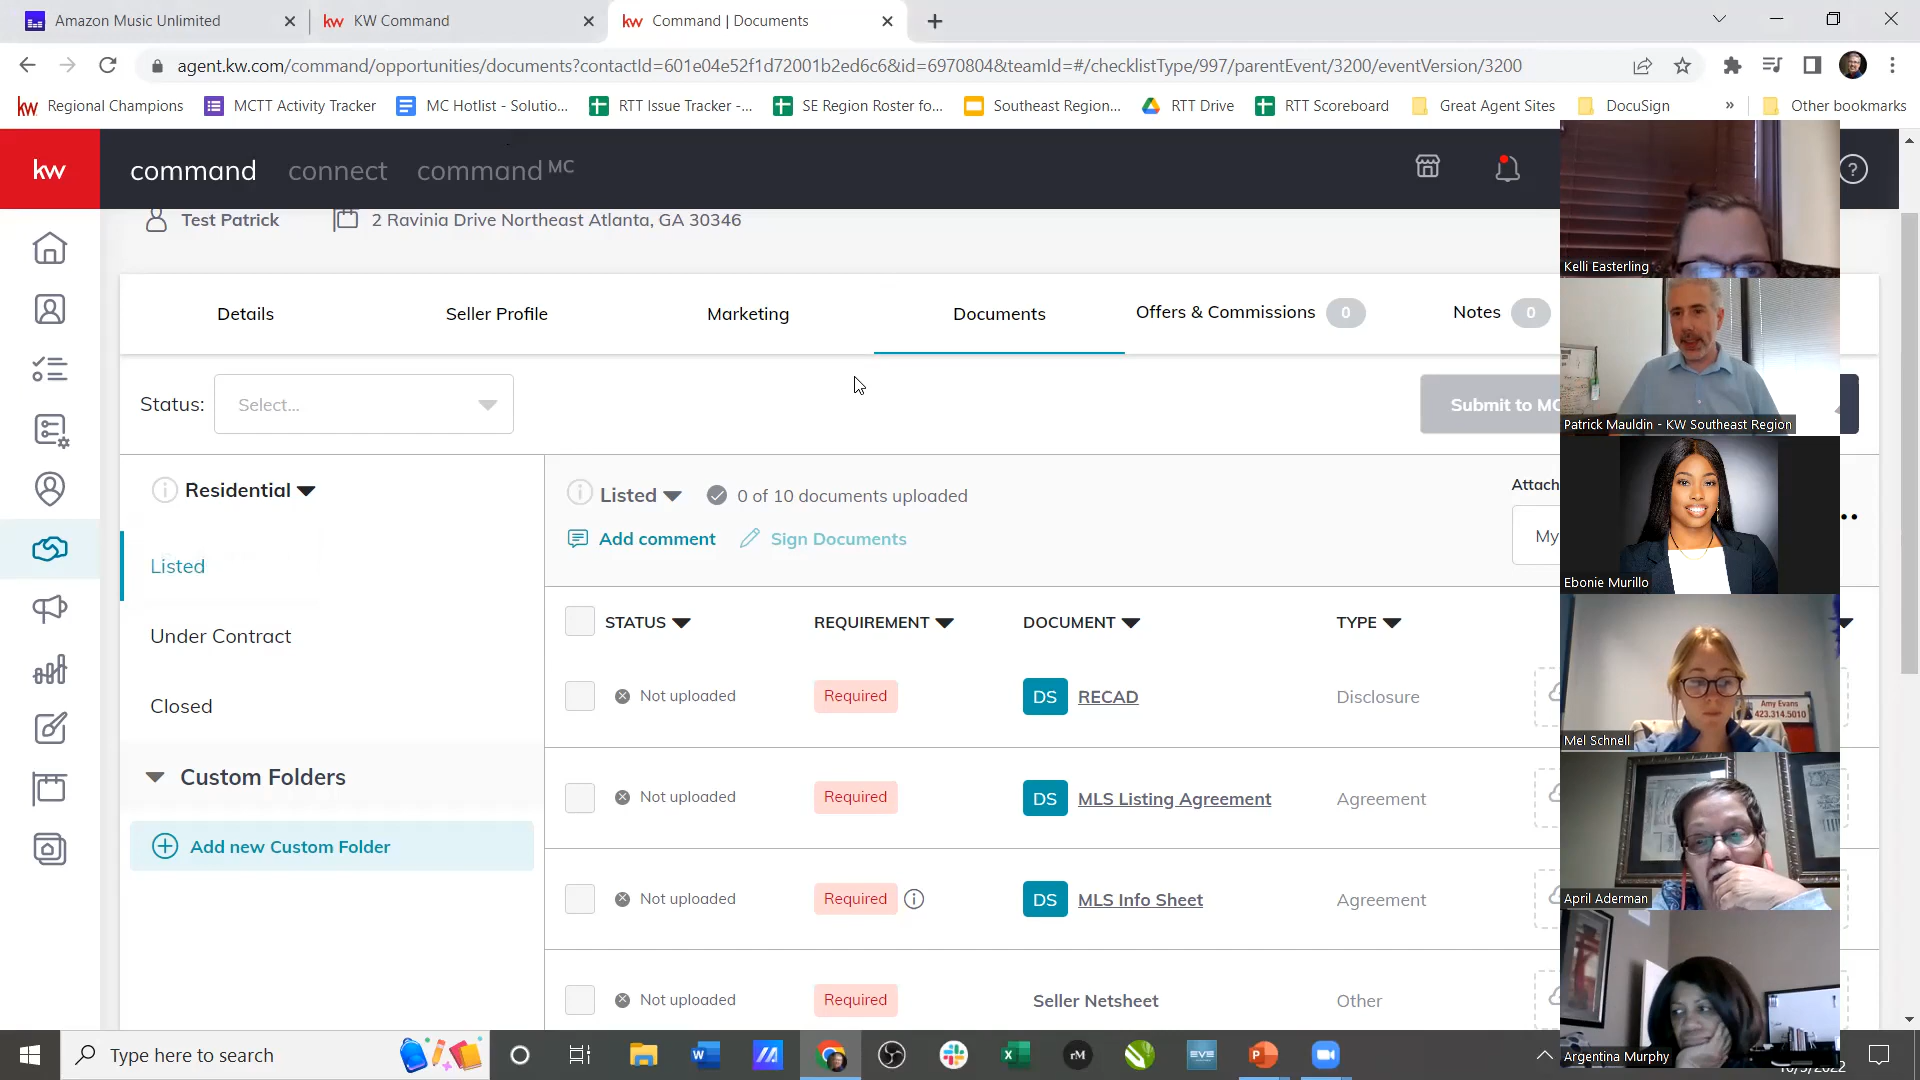 Amazon Music Unlimited
KW Command
Command | Documents
agent.kw.com/command/opportunities/documents?contactId=601e04e52f1d72001b2ed6c6&id=6970804&teamId=#/checklistType/997/parentEvent/3200/eventVersion/3200
kw Regional Champions
MCTT Activity Tracker
MC Hotlist - Solutio...
RTT Issue Tracker -...
SE Region Roster fo...
Southeast Region...
RTT Drive
RTT Scoreboard
Great Agent Sites
DocuSign
»
Other bookmarks
kw
command
connect
command MC
Test Patrick
2 Ravinia Drive Northeast Atlanta, GA 30346
Details
Seller Profile
Marketing
Documents
Offers & Commissions 0
Notes 0
Status:
Select...
Submit to MC
Residential
Listed
Under Contract
Closed
Custom Folders
Add new Custom Folder
Listed
0 of 10 documents uploaded
Attach
Add comment
Sign Documents
My
STATUS
REQUIREMENT
DOCUMENT
TYPE
Not uploaded
Required
DS RECAD
Disclosure
Not uploaded
Required
DS MLS Listing Agreement
Agreement
Not uploaded
Required
DS MLS Info Sheet
Agreement
Not uploaded
Required
Seller Netsheet
Other
Kelli Easterling
Patrick Mauldin - KW Southeast Region
Ebonie Murillo
Amy Evans
423.314.5010
Mel Schnell
April Aderman
Argentina Murphy
Type here to search
rM
EVE